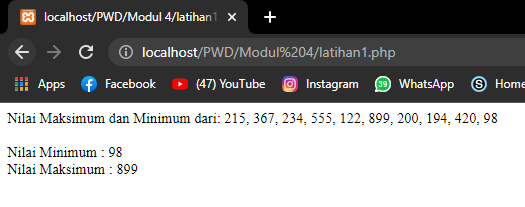 localhost/PWD/Modul 4/latihan1
localhost/PWD/Modul%204/latihan1.php
Apps Facebook (47) YouTube Instagram 39 WhatsApp S Home
Nilai Maksimum dan Minimum dari: 215, 367, 234, 555, 122, 899, 200, 194, 420, 98
Nilai Minimum : 98
Nilai Maksimum : 899